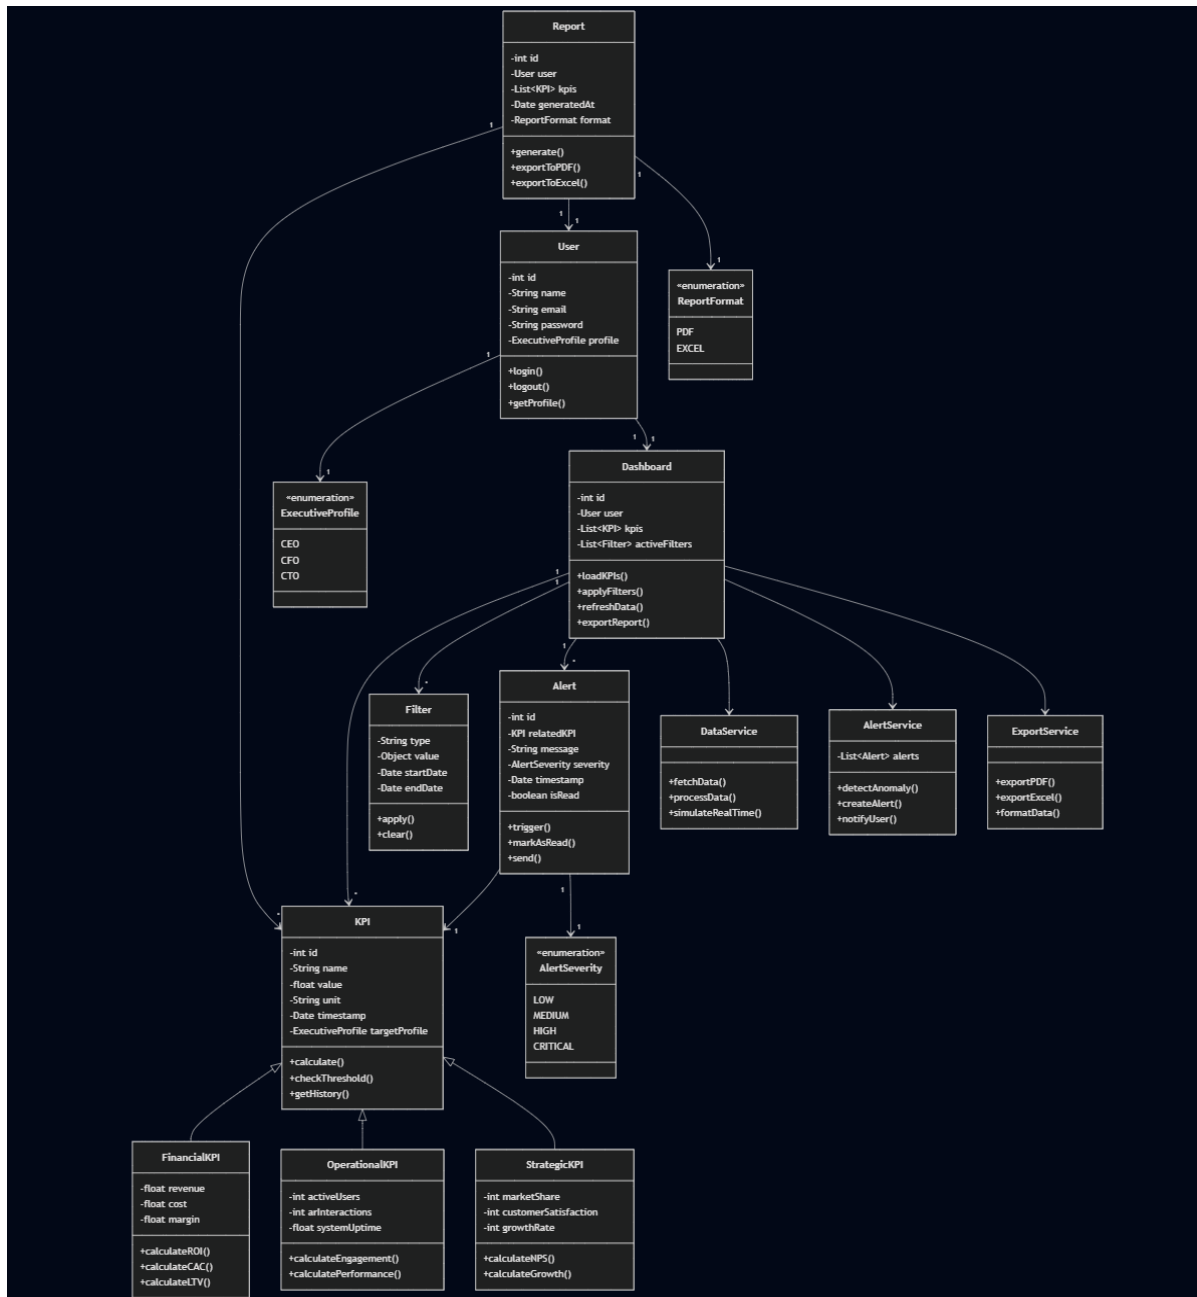 Report
-int id
-User user
-List<KPI> kpis
-Date generatedAt
-ReportFormat format
+generate()
+exportToPDF()
+exportToExcel()
1
1
1
1
User
-int id
-String name
-String email
-String password
-ExecutiveProfile profile
+login()
+logout()
+getProfile()
1
«enumeration»
ReportFormat
PDF
EXCEL
1
1
1
1
«enumeration»
ExecutiveProfile
CEO
CFO
CTO
Dashboard
-int id
-User user
-List<KPI> kpis
-List<Filter> activeFilters
+loadKPIs()
+applyFilters()
+refreshData()
+exportReport()
1
1
1
*
*
Filter
-String type
-Object value
-Date startDate
-Date endDate
+apply()
+clear()
Alert
-int id
-KPI relatedKPI
-String message
-AlertSeverity severity
-Date timestamp
-boolean isRead
+trigger()
+markAsRead()
+send()
DataService
+fetchData()
+processData()
+simulateRealTime()
AlertService
-List<Alert> alerts
+detectAnomaly()
+createAlert()
+notifyUser()
ExportService
+exportPDF()
+exportExcel()
+formatData()
1
*
*
1
1
KPI
-int id
-String name
-float value
-String unit
-Date timestamp
-ExecutiveProfile targetProfile
+calculate()
+checkThreshold()
+getHistory()
«enumeration»
AlertSeverity
LOW
MEDIUM
HIGH
CRITICAL
FinancialKPI
-float revenue
-float cost
-float margin
+calculateROI()
+calculateCAC()
+calculateLTV()
OperationalKPI
-int activeUsers
-int arInteractions
-float systemUptime
+calculateEngagement()
+calculatePerformance()
StrategicKPI
-int marketShare
-int customerSatisfaction
-int growthRate
+calculateNPS()
+calculateGrowth()